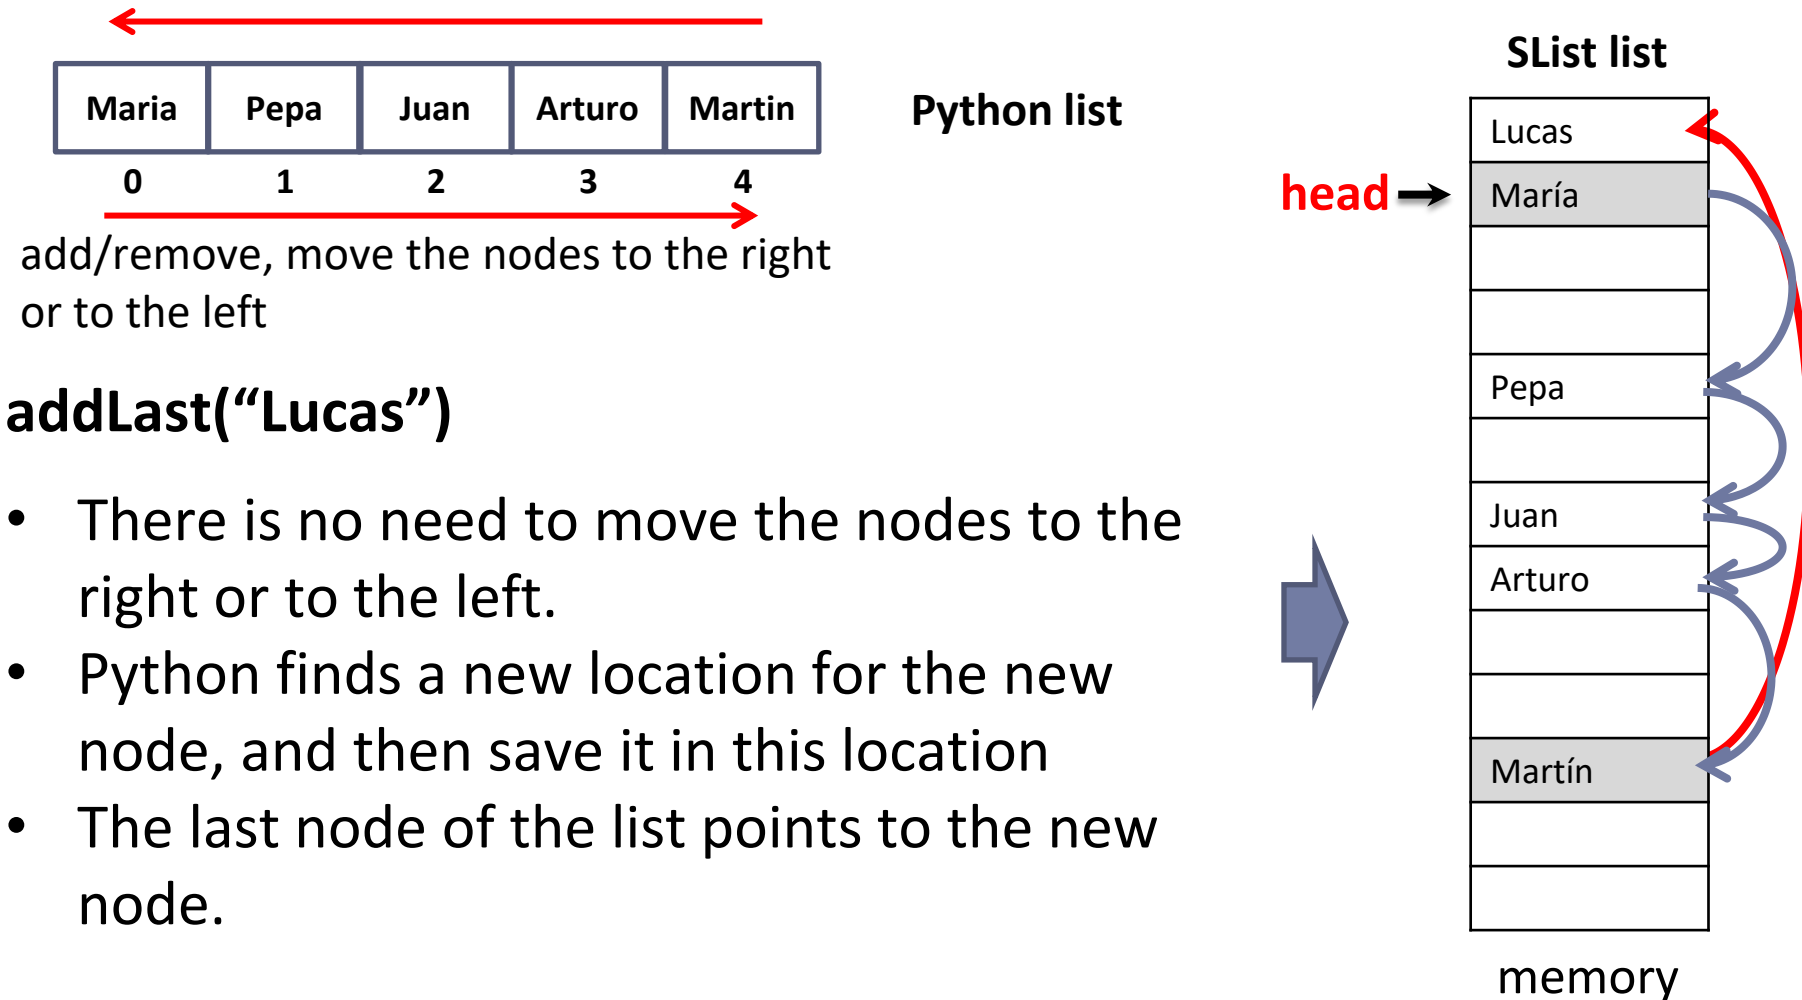 Maria Pepa Juan Arturo Martin
0 1 2 3 4
Python list
add/remove, move the nodes to the right
or to the left
addLast(“Lucas”)
• There is no need to move the nodes to the
right or to the left.
• Python finds a new location for the new
node, and then save it in this location
• The last node of the list points to the new
node.
SList list
Lucas
head
María
Pepa
Juan
Arturo
Martín
memory